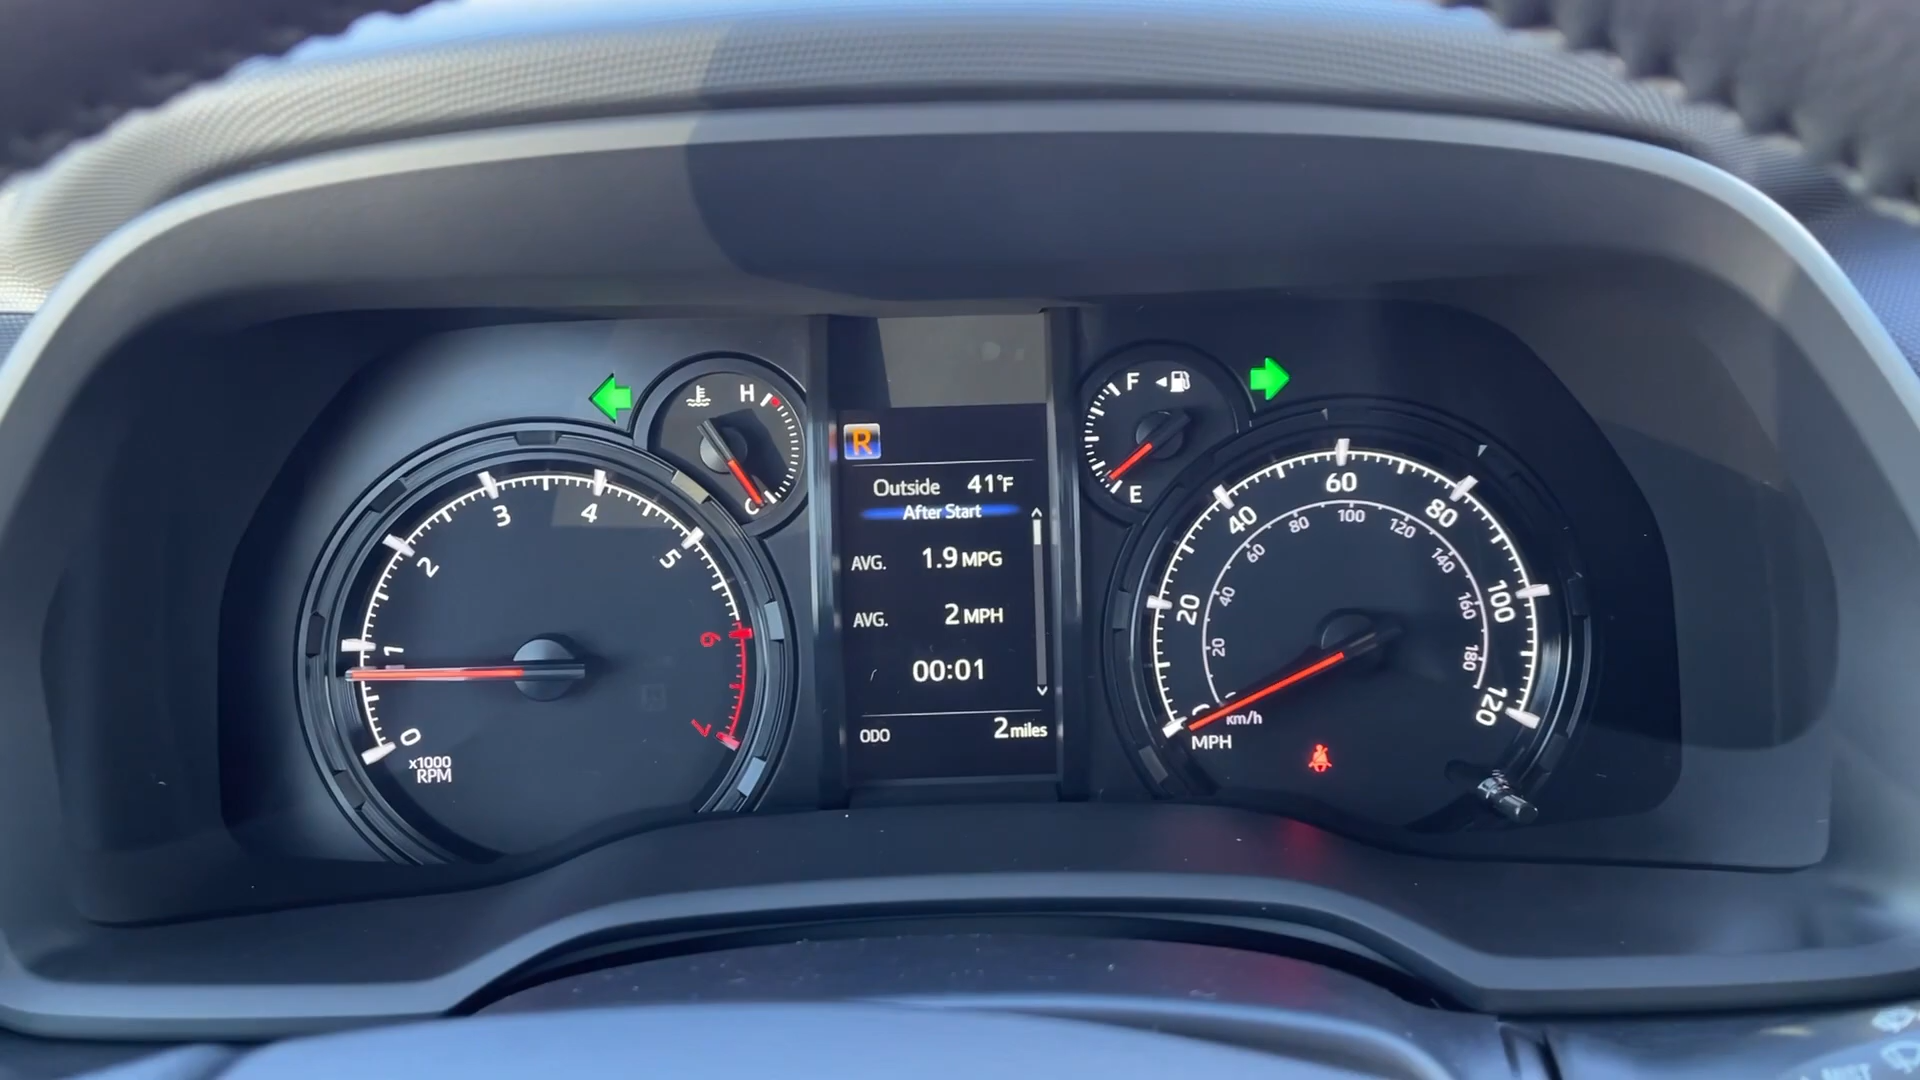 H
C
F
E
R
Outside 41°F
After Start
AVG. 1.9 MPG
AVG. 2 MPH
00:01
ODO 2 miles
0 1 2 3 4 5 6 7
x1000
RPM
20 40 60 80 100 120
20 40 60 80 100 120 140 160 180
km/h
MPH